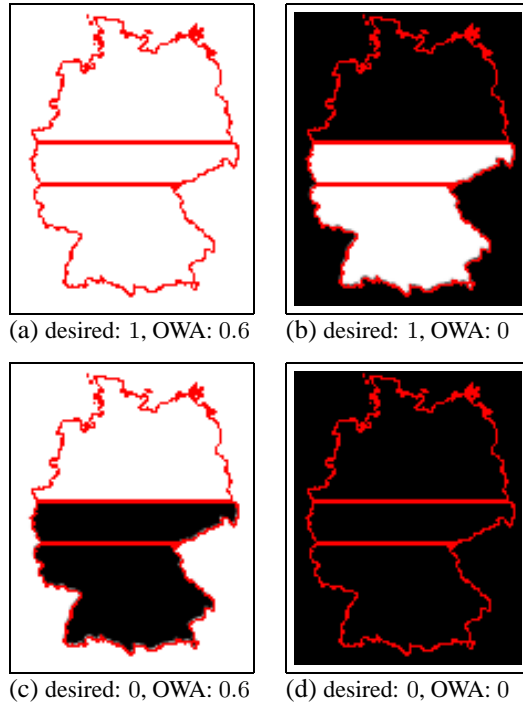 (a) desired: 1, OWA: 0.6
(b) desired: 1, OWA: 0
(c) desired: 0, OWA: 0.6
(d) desired: 0, OWA: 0